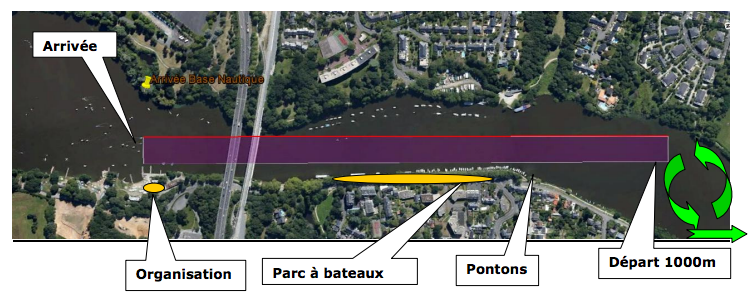 Arrivée
Arrivée Base Nautique
Organisation
Parc à bateaux
Pontons
Départ 1000m